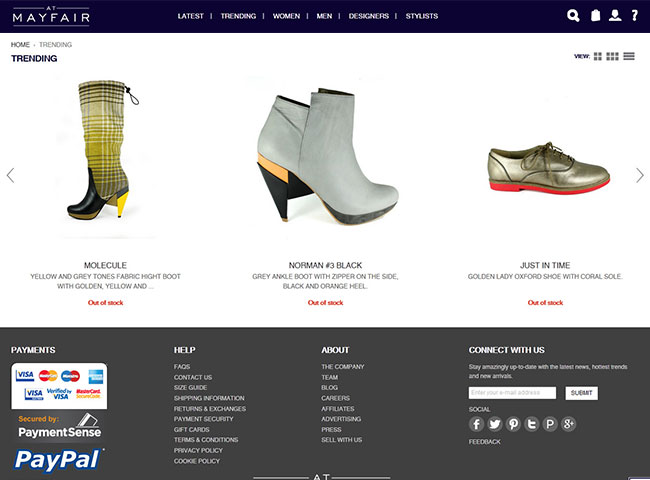 AT
MAYFAIR
LATEST | TRENDING | WOMEN | MEN | DESIGNERS | STYLISTS
?
HOME - TRENDING
TRENDING
VIEW:
MOLECULE
YELLOW AND GREY TONES FABRIC HIGHT BOOT
WITH GOLDEN, YELLOW AND ...
Out of stock
NORMAN #3 BLACK
GREY ANKLE BOOT WITH ZIPPER ON THE SIDE,
BLACK AND ORANGE HEEL.
Out of stock
JUST IN TIME
GOLDEN LADY OXFORD SHOE WITH CORAL SOLE.
Out of stock
PAYMENTS
VISA MasterCard Maestro AMERICAN EXPRESS
VISA Verified by VISA MasterCard. SecureCode.
Secured by:
PaymentSense
PayPal
HELP
FAQS
CONTACT US
SIZE GUIDE
SHIPPING INFORMATION
RETURNS & EXCHANGES
PAYMENT SECURITY
GIFT CARDS
TERMS & CONDITIONS
PRIVACY POLICY
COOKIE POLICY
ABOUT
THE COMPANY
TEAM
BLOG
CAREERS
AFFILIATES
ADVERTISING
PRESS
SELL WITH US
CONNECT WITH US
Stay amazingly up-to-date with the latest news, hottest trends
and new arrivals.
Enter your e-mail address SUBMIT
SOCIAL
FEEDBACK
AT